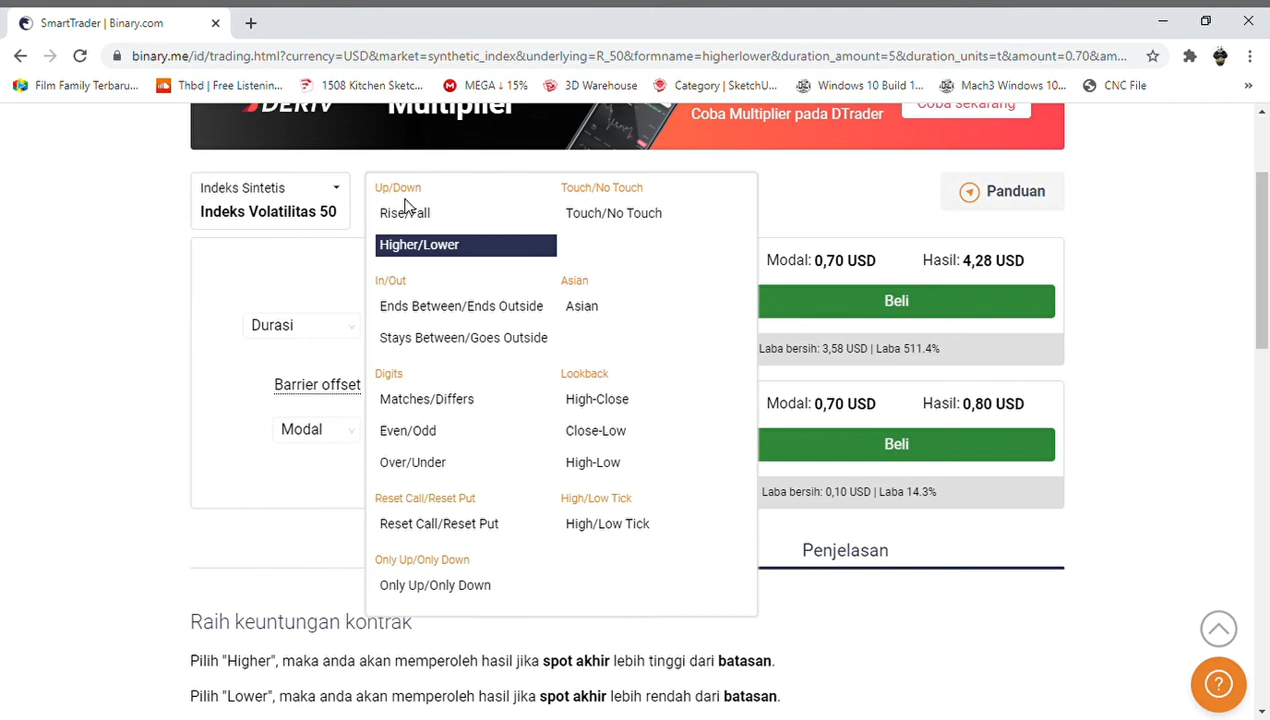 SmartTrader | Binary.com
binary.me/id/trading.html?currency=USD&market=synthetic_index&underlying=R_50&formname=higherlower&duration_amount=5&duration_units=t&amount=0.70&am...
Film Family Terbaru...
Thbd | Free Listenin...
1508 Kitchen Sketc...
MEGA ↓ 15%
3D Warehouse
Category | SketchU...
Windows 10 Build 1...
Mach3 Windows 10...
CNC File
»
DERIV
Multiplier
Coba Multiplier pada DTrader
Coba sekarang
Indeks Sintetis
Indeks Volatilitas 50
Up/Down
Rise/Fall
Higher/Lower
In/Out
Ends Between/Ends Outside
Stays Between/Goes Outside
Digits
Matches/Differs
Even/Odd
Over/Under
Reset Call/Reset Put
Reset Call/Reset Put
Only Up/Only Down
Only Up/Only Down
Touch/No Touch
Touch/No Touch
Asian
Asian
Lookback
High-Close
Close-Low
High-Low
High/Low Tick
High/Low Tick
Panduan
Durasi
Barrier offset
Modal
Modal: 0,70 USD Hasil: 4,28 USD
Beli
Laba bersih: 3,58 USD | Laba 511.4%
Modal: 0,70 USD Hasil: 0,80 USD
Beli
Laba bersih: 0,10 USD | Laba 14.3%
Penjelasan
Raih keuntungan kontrak
Pilih "Higher", maka anda akan memperoleh hasil jika spot akhir lebih tinggi dari batasan.
Pilih "Lower", maka anda akan memperoleh hasil jika spot akhir lebih rendah dari batasan.
?